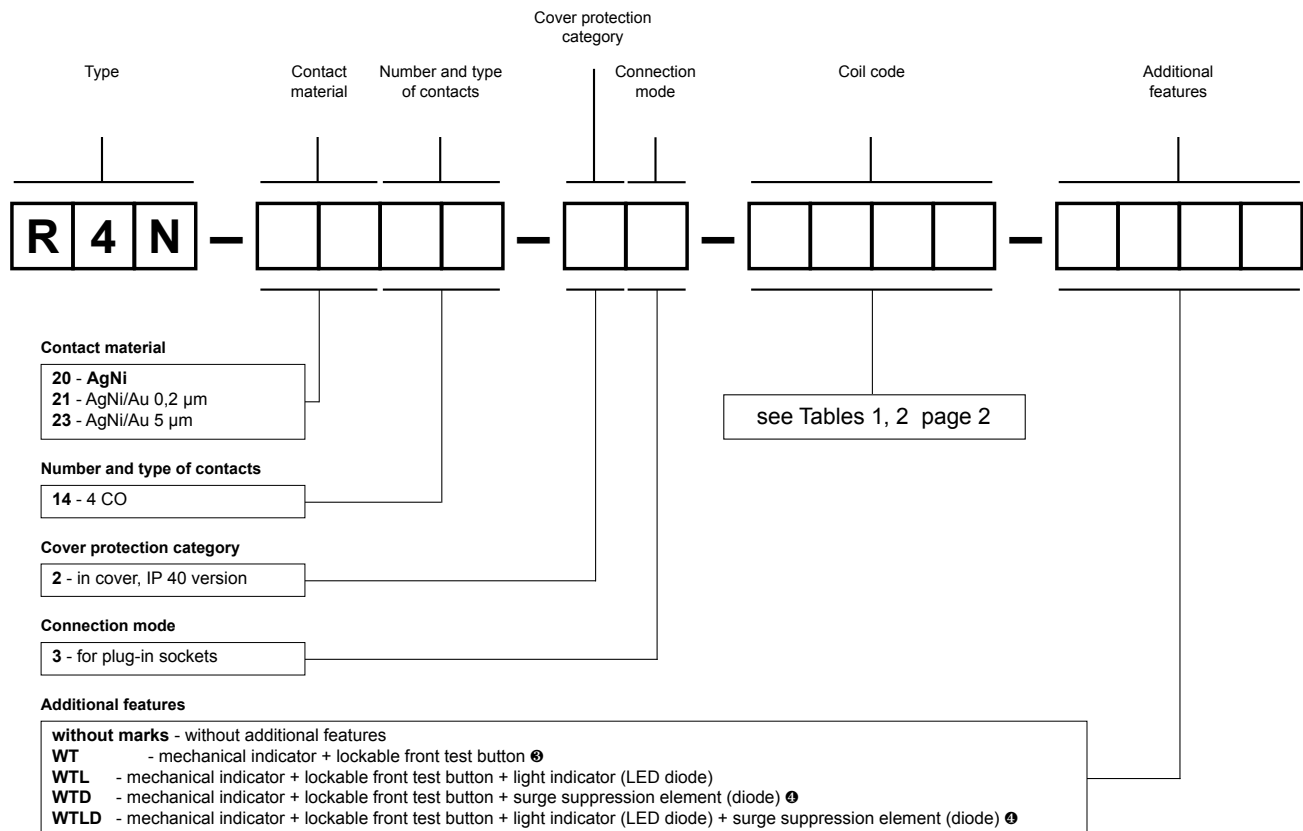 Cover protection
category
Type
Contact
material
Number and type
of contacts
Connection
mode
Coil code
Additional
features
R 4 N – – – –
Contact material
20 - AgNi
21 - AgNi/Au 0,2 µm
23 - AgNi/Au 5 µm
see Tables 1, 2 page 2
Number and type of contacts
14 - 4 CO
Cover protection category
2 - in cover, IP 40 version
Connection mode
3 - for plug-in sockets
Additional features
without marks - without additional features
WT - mechanical indicator + lockable front test button ❸
WTL - mechanical indicator + lockable front test button + light indicator (LED diode)
WTD - mechanical indicator + lockable front test button + surge suppression element (diode) ❹
WTLD - mechanical indicator + lockable front test button + light indicator (LED diode) + surge suppression element (diode) ❹